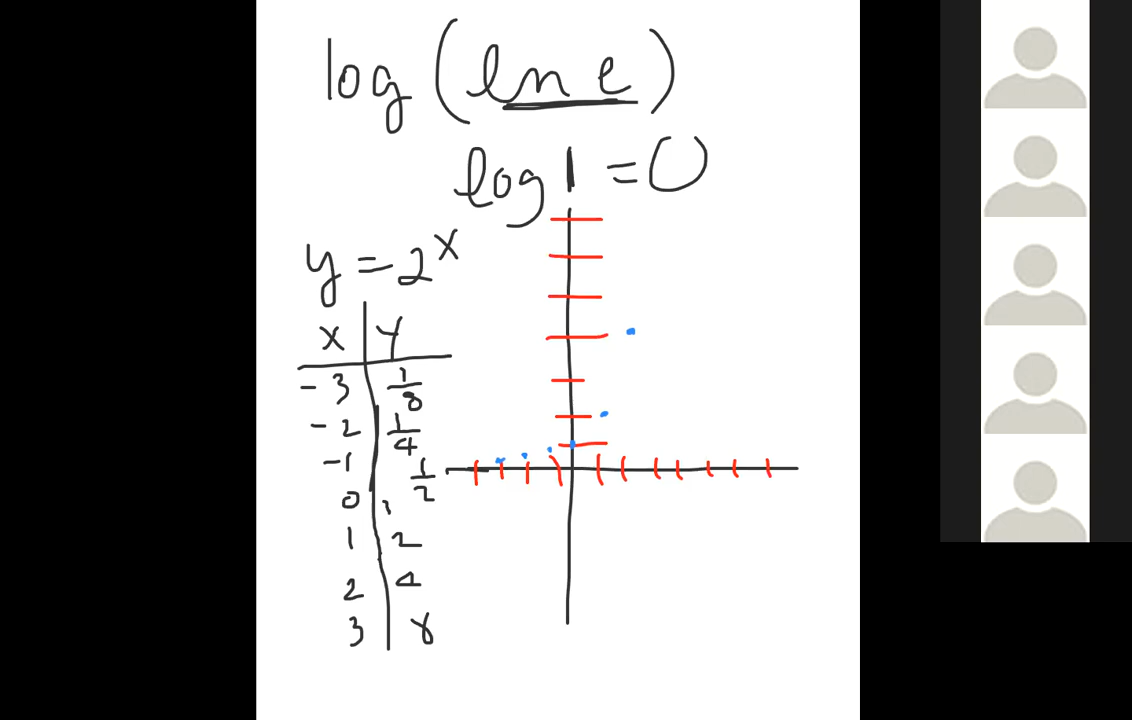 log (ln e)
log 1 = 0
y = 2^x
x | y
-3 | 1/8
-2 | 1/4
-1 | 1/2
0 |
1 | 2
2 | 4
3 | 8